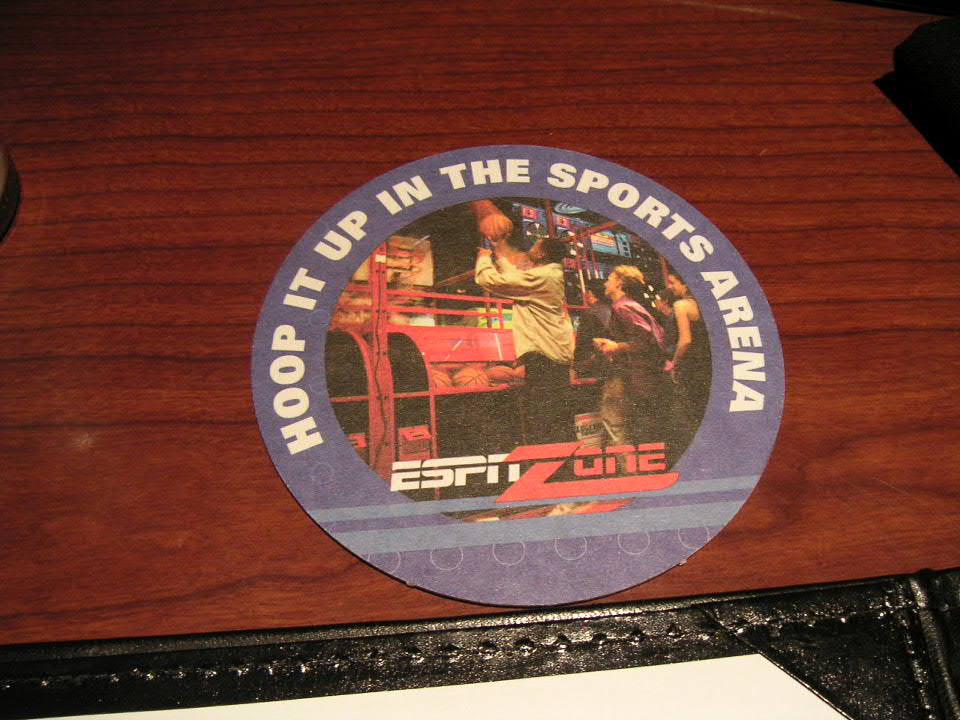 HOOP IT UP IN THE SPORTS ARENA
ESPN ZONE